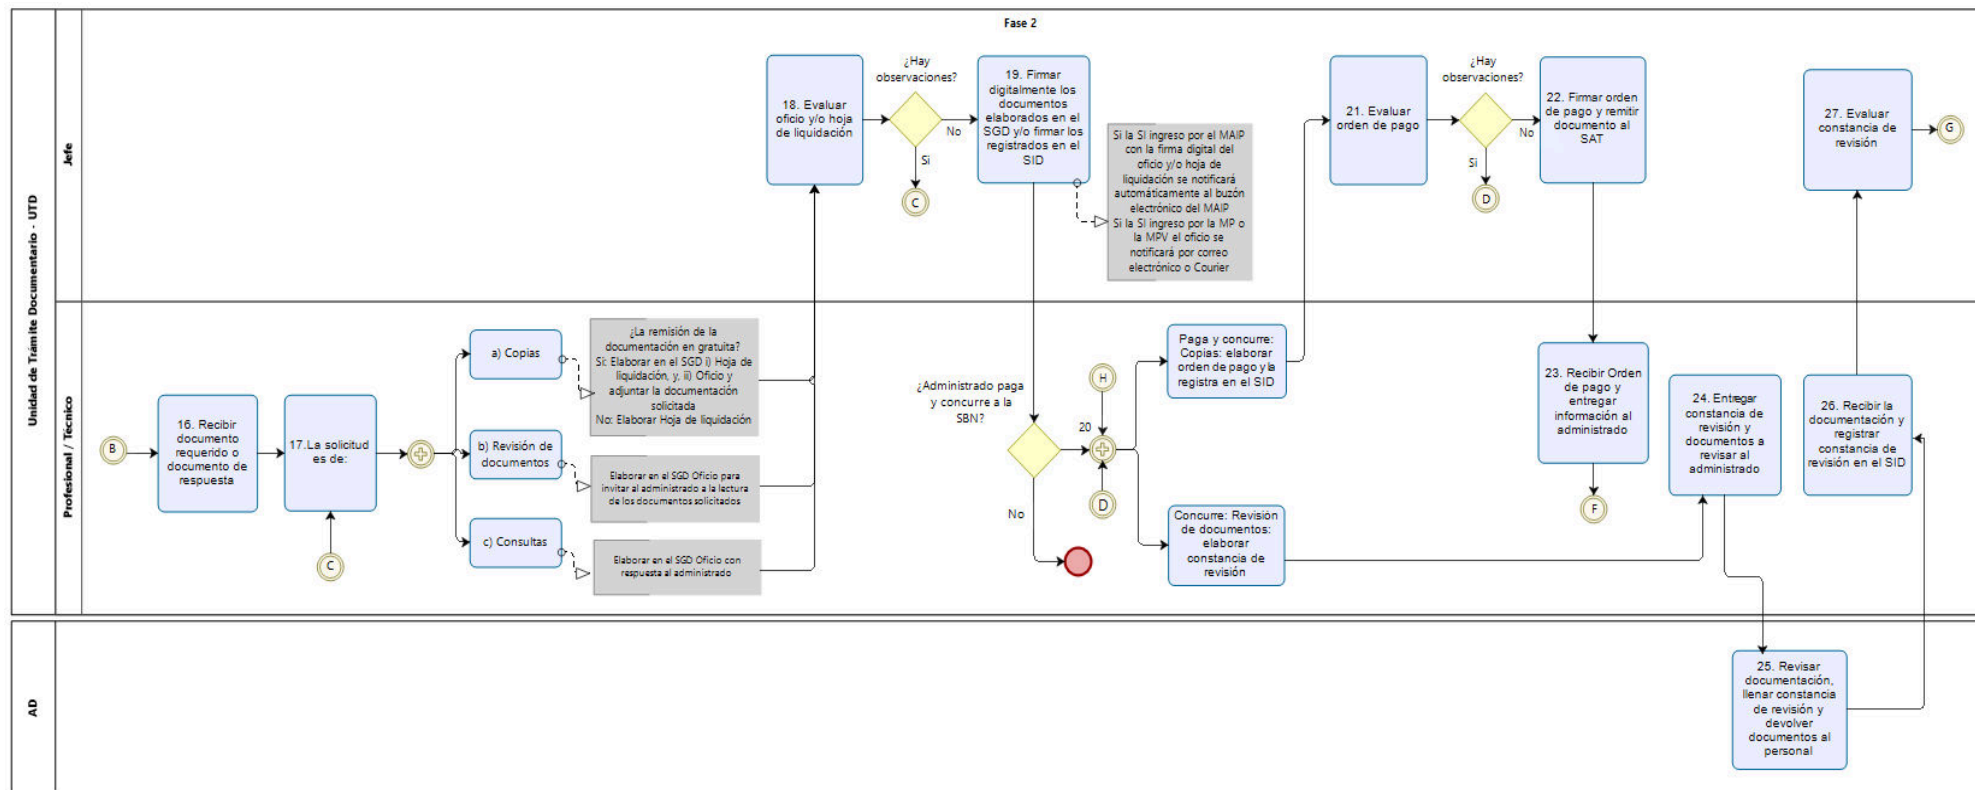 Fase 2
Unidad de Trámite Documentario - UTD
Jefe
18. Evaluar
oficio y/o hoja
de liquidación
¿Hay
observaciones?
No
Si
C
19. Firmar
digitalmente los
documentos
elaborados en el
SGD y/o firmar los
registrados en el
SID
Si la SI ingreso por el MAIP
con la firma digital del
oficio y/o hoja de
liquidación se notificará
automáticamente al buzón
electrónico del MAIP
Si la SI ingreso por la MP o
la MPV el oficio se
notificará por correo
electrónico o Courier
21. Evaluar
orden de pago
¿Hay
observaciones?
No
Si
D
22. Firmar orden
de pago y remitir
documento al
SAT
27. Evaluar
constancia de
revisión
G
Profesional / Técnico
B
16. Recibir
documento
requerido o
documento de
respuesta
17.La solicitud
es de:
C
a) Copias
¿La remisión de la
documentación en gratuita?
Sí: Elaborar en el SGD i) Hoja de
liquidación, y, ii) Oficio y
adjuntar la documentación
solicitada
No: Elaborar Hoja de liquidación
b) Revisión de
documentos
Elaborar en el SGD Oficio para
invitar al administrado a la lectura
de los documentos solicitados
c) Consultas
Elaborar en el SGD Oficio con
respuesta al administrado
¿Administrado paga
y concurre a la
SBN?
No
H
20
D
Paga y concurre:
Copias: elaborar
orden de pago y la
registra en el SID
Concurre: Revisión
de documentos:
elaborar
constancia de
revisión
23. Recibir Orden
de pago y
entregar
información al
administrado
F
24. Entregar
constancia de
revisión y
documentos a
revisar al
administrado
26. Recibir la
documentación y
registrar
constancia de
revisión en el SID
AD
25. Revisar
documentación,
llenar constancia
de revisión y
devolver
documentos al
personal